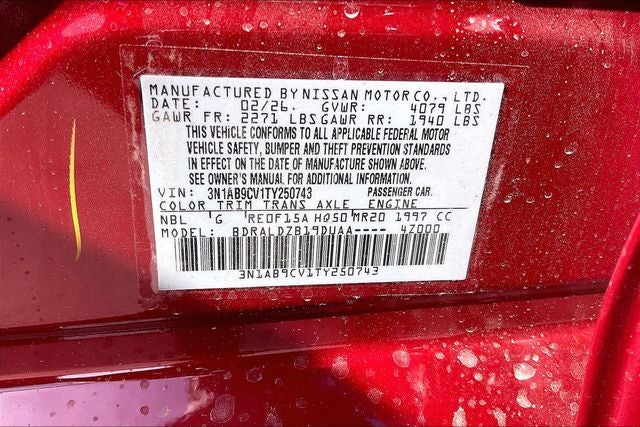 MANUFACTURED BY NISSAN MOTOR CO., LTD.
DATE: 02/26. GVWR: 4079 LBS
GAWR FR: 2271 LBS GAWR RR: 1940 LBS
THIS VEHICLE CONFORMS TO ALL APPLICABLE FEDERAL MOTOR
VEHICLE SAFETY, BUMPER AND THEFT PREVENTION STANDARDS
IN EFFECT ON THE DATE OF MANUFACTURE SHOWN ABOVE.
SEE OWNER'S MANUAL FOR ADDITIONAL INFORMATION.
VIN: 3N1AB9CV1TY250743 PASSENGER CAR.
COLOR TRIM TRANS AXLE ENGINE
NBL G RE0F15A HQ50 MR20 1997 CC
MODEL: BDRALDZB19DUAA---- 4Z000
3N1AB9CV1TY250743